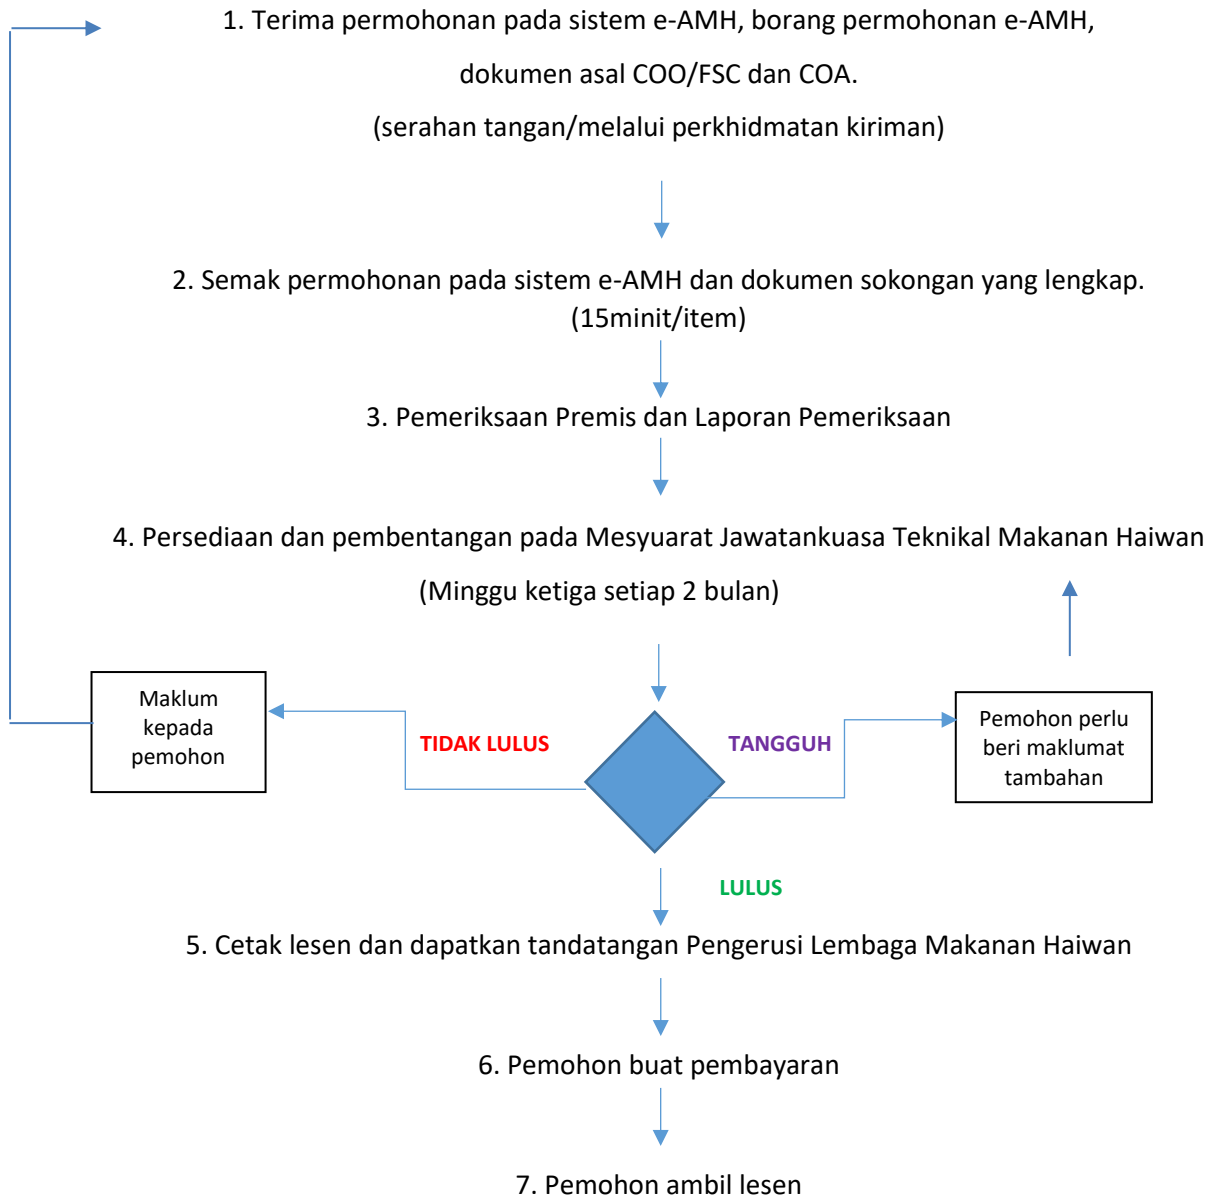 1. Terima permohonan pada sistem e-AMH, borang permohonan e-AMH,
dokumen asal COO/FSC dan COA.
(serahan tangan/melalui perkhidmatan kiriman)
2. Semak permohonan pada sistem e-AMH dan dokumen sokongan yang lengkap.
(15minit/item)
3. Pemeriksaan Premis dan Laporan Pemeriksaan
4. Persediaan dan pembentangan pada Mesyuarat Jawatankuasa Teknikal Makanan Haiwan
(Minggu ketiga setiap 2 bulan)
Maklum
kepada
pemohon
TIDAK LULUS
TANGGUH
Pemohon perlu
beri maklumat
tambahan
LULUS
5. Cetak lesen dan dapatkan tandatangan Pengerusi Lembaga Makanan Haiwan
6. Pemohon buat pembayaran
7. Pemohon ambil lesen